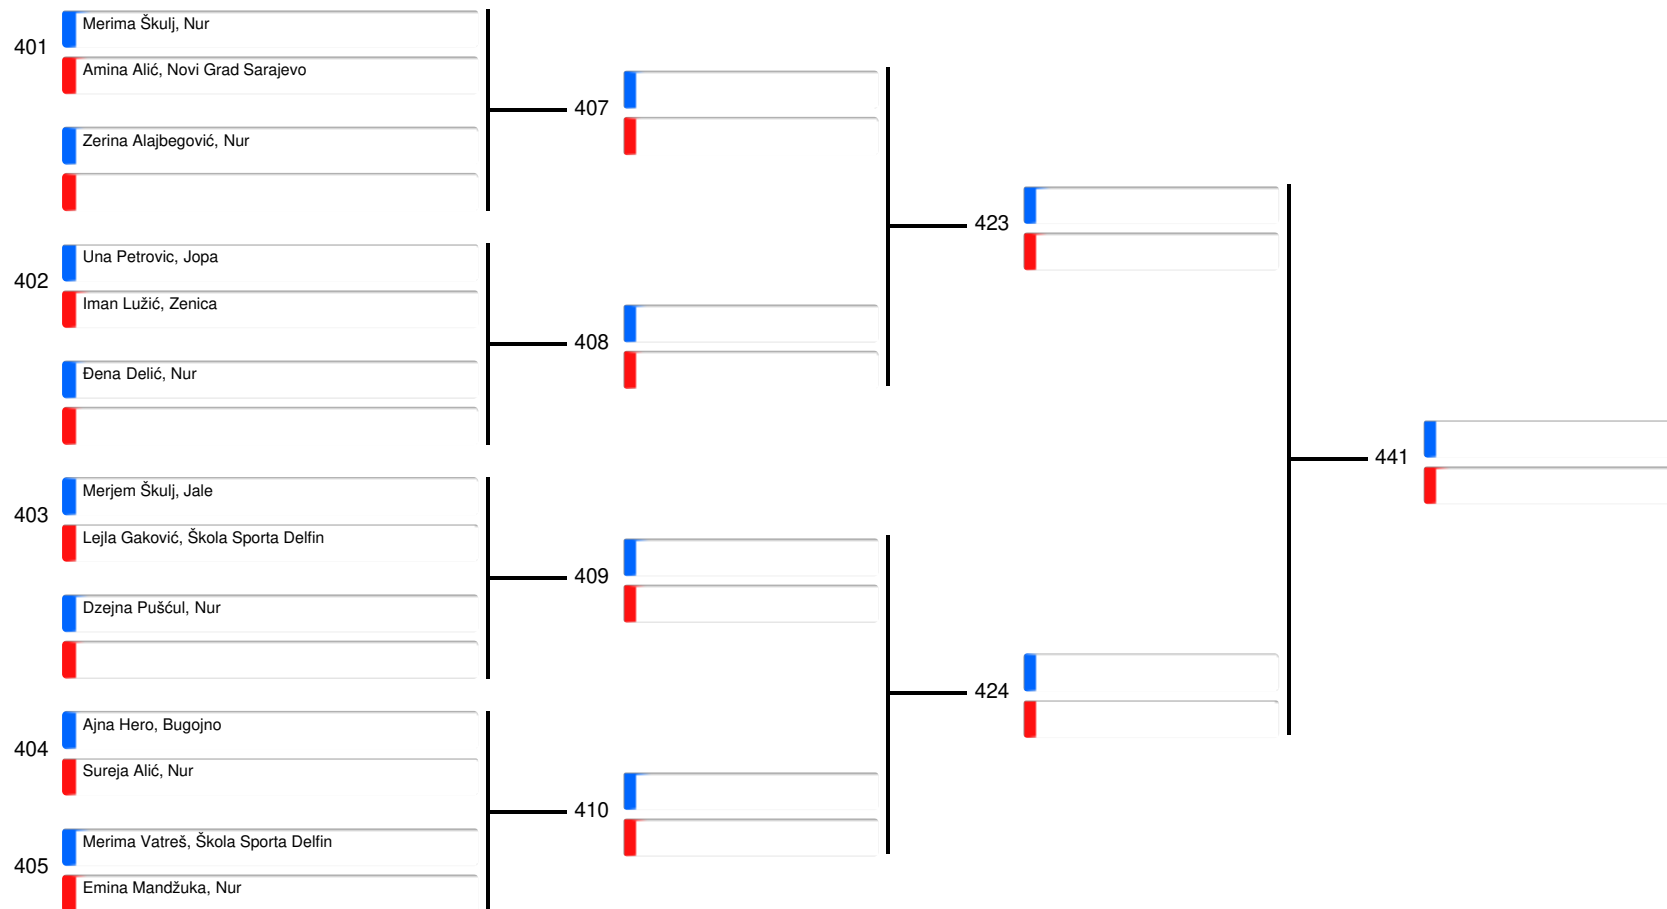 401
Merima Škulj, Nur
Amina Alić, Novi Grad Sarajevo
Zerina Alajbegović, Nur
402
Una Petrovic, Jopa
Iman Lužić, Zenica
Đena Delić, Nur
403
Merjem Škulj, Jale
Lejla Gaković, Škola Sporta Delfin
Dzejna Pušćul, Nur
404
Ajna Hero, Bugojno
Sureja Alić, Nur
405
Merima Vatreš, Škola Sporta Delfin
Emina Mandžuka, Nur
407
408
409
410
423
424
441